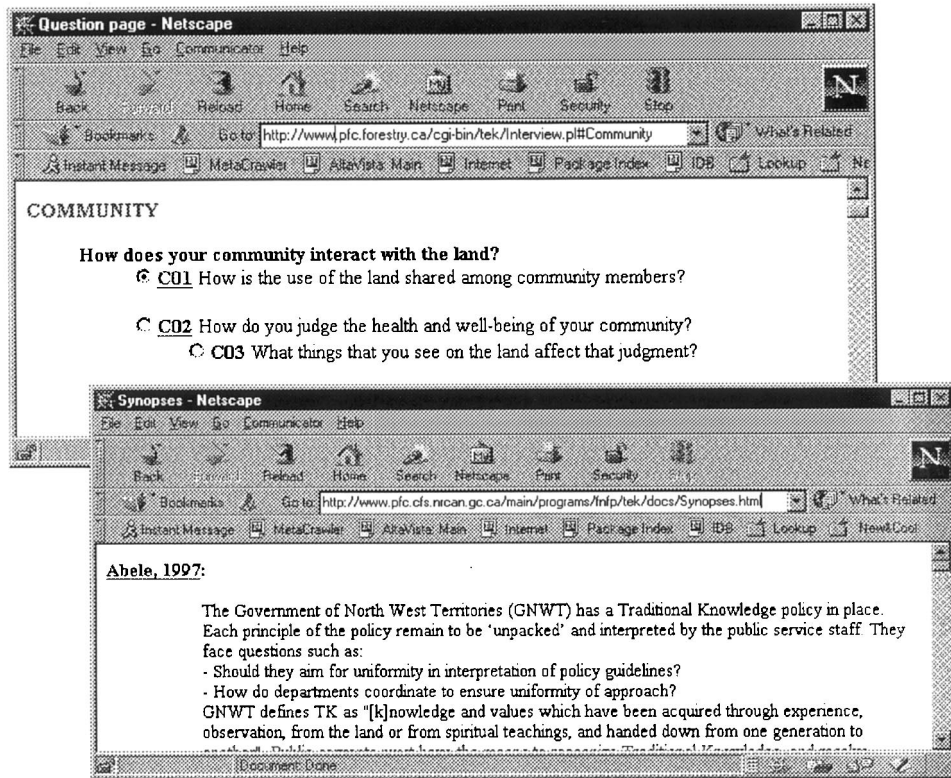 Question page - Netscape
File Edit View Go Communicator Help
Back Forward Reload Home Search Netscape Print Security Stop
Bookmarks Go to http://www.pfc.forestry.ca/cgi-bin/tek/Interview.pl#Community What's Related
Instant Message MetaCrawler AltaVista: Main Internet Package Index IDB Lookup Ne
COMMUNITY
How does your community interact with the land?
C01 How is the use of the land shared among community members?
C02 How do you judge the health and well-being of your community?
C03 What things that you see on the land affect that judgment?
Synopses - Netscape
File Edit View Go Communicator Help
Back Forward Reload Home Search Netscape Print Security Stop
Bookmarks Go to: http://www.pfc.cfs.nrcan.gc.ca/main/programs/fnfp/tek/docs/Synopses.htm What's Related
Instant Message MetaCrawler AltaVista: Main Internet Package Index IDB Lookup New&Cool
Abele, 1997:
The Government of North West Territories (GNWT) has a Traditional Knowledge policy in place.
Each principle of the policy remain to be 'unpacked' and interpreted by the public service staff. They
face questions such as:
- Should they aim for uniformity in interpretation of policy guidelines?
- How do departments coordinate to ensure uniformity of approach?
GNWT defines TK as "[k]nowledge and values which have been acquired through experience,
observation, from the land or from spiritual teachings, and handed down from one generation to
Document: Done